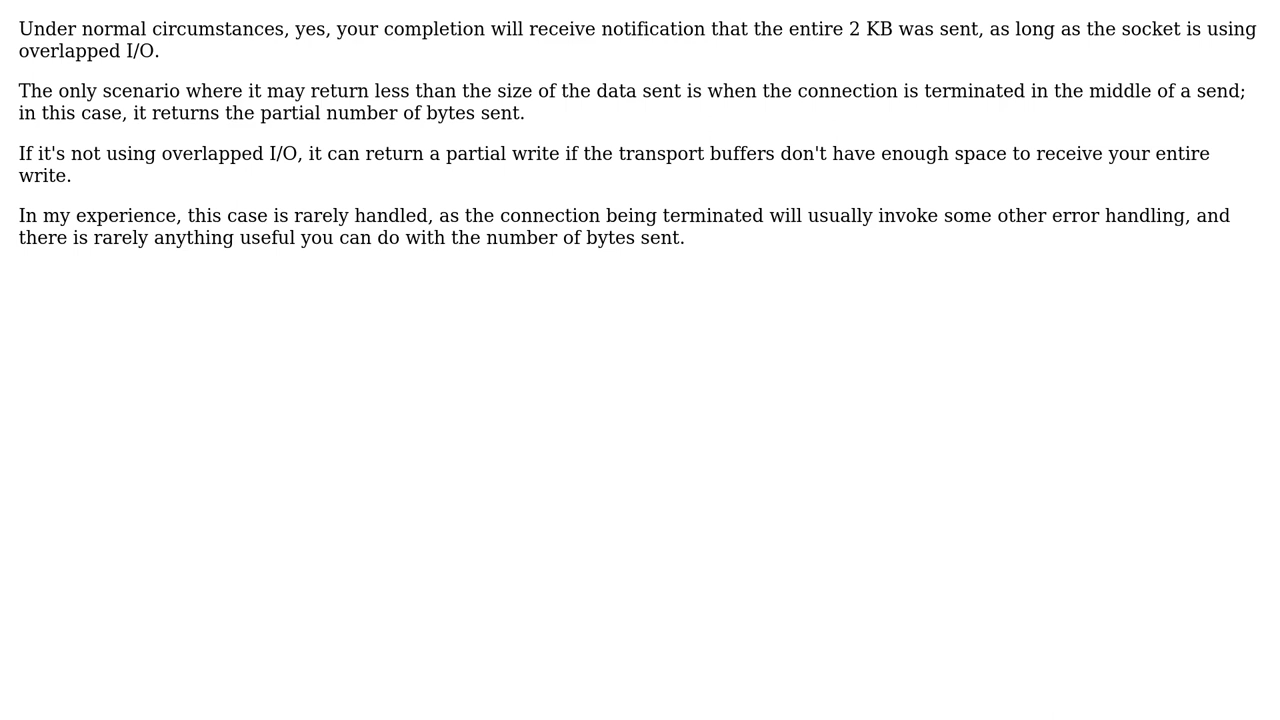 Under normal circumstances, yes, your completion will receive notification that the entire 2 KB was sent, as long as the socket is using
overlapped I/O.
The only scenario where it may return less than the size of the data sent is when the connection is terminated in the middle of a send;
in this case, it returns the partial number of bytes sent.
If it's not using overlapped I/O, it can return a partial write if the transport buffers don't have enough space to receive your entire
write.
In my experience, this case is rarely handled, as the connection being terminated will usually invoke some other error handling, and
there is rarely anything useful you can do with the number of bytes sent.